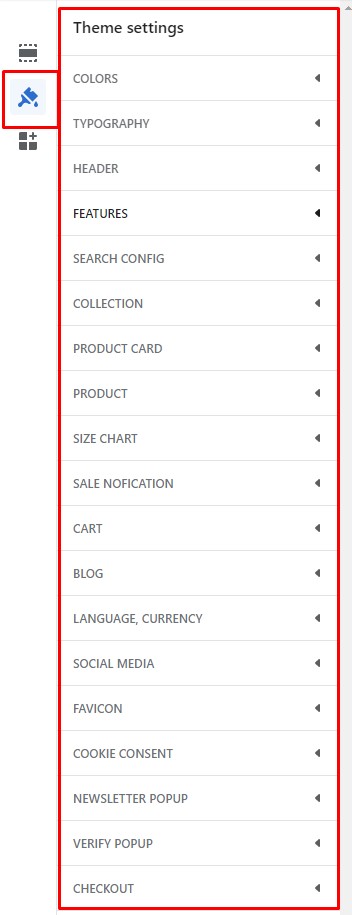 Theme settings
COLORS
TYPOGRAPHY
HEADER
FEATURES
SEARCH CONFIG
COLLECTION
PRODUCT CARD
PRODUCT
SIZE CHART
SALE NOFICATION
CART
BLOG
LANGUAGE, CURRENCY
SOCIAL MEDIA
FAVICON
COOKIE CONSENT
NEWSLETTER POPUP
VERIFY POPUP
CHECKOUT